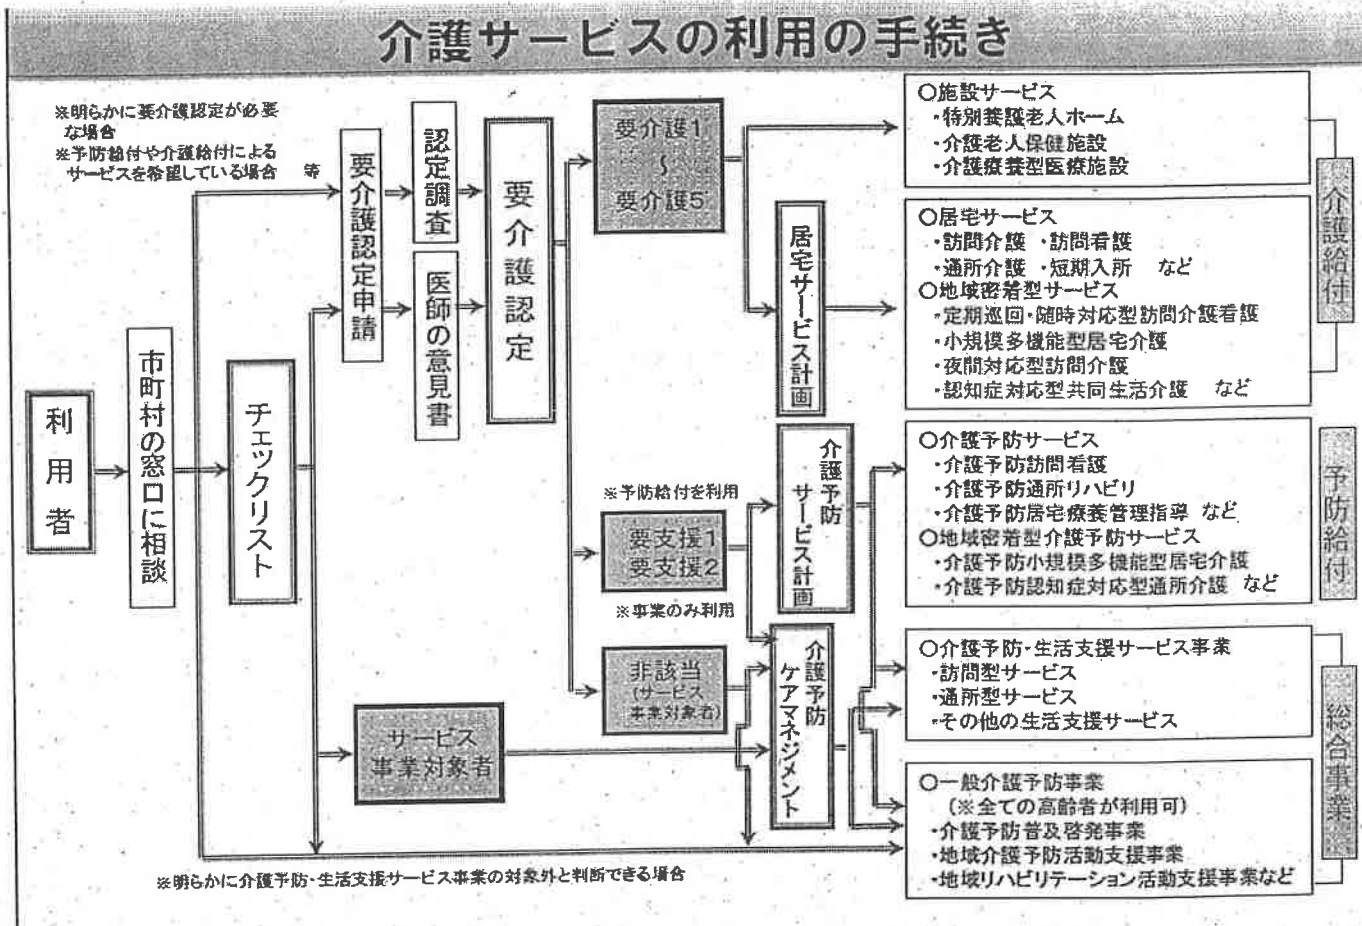 介護サービスの利用の手続き
※明らかに要介護認定が必要
な場合
※予防給付や介護給付による
サービスを希望している場合 等
利用者
市町村の窓口に相談
チェックリスト
要介護認定申請
認定調査
医師の意見書
要介護認定
要介護1
~
要介護5
※予防給付を利用
要支援1
要支援2
※事業のみ利用
非該当
(サービス
事業対象者)
サービス
事業対象者
居宅サービス計画
介護予防
サービス計画
介護予防
ケアマネジメント
○施設サービス
・特別養護老人ホーム
・介護老人保健施設
・介護療養型医療施設
○居宅サービス
・訪問介護 ・訪問看護
・通所介護 ・短期入所 など
○地域密着型サービス
・定期巡回・随時対応型訪問介護看護
・小規模多機能型居宅介護
・夜間対応型訪問介護
・認知症対応型共同生活介護 など
介護給付
○介護予防サービス
・介護予防訪問看護
・介護予防通所リハビリ
・介護予防居宅療養管理指導 など
○地域密着型介護予防サービス
・介護予防小規模多機能型居宅介護
・介護予防認知症対応型通所介護 など
予防給付
○介護予防・生活支援サービス事業
・訪問型サービス
・通所型サービス
・その他の生活支援サービス
○一般介護予防事業
(※全ての高齢者が利用可)
・介護予防普及啓発事業
・地域介護予防活動支援事業
・地域リハビリテーション活動支援事業など
総合事業
※明らかに介護予防・生活支援サービス事業の対象外と判断できる場合